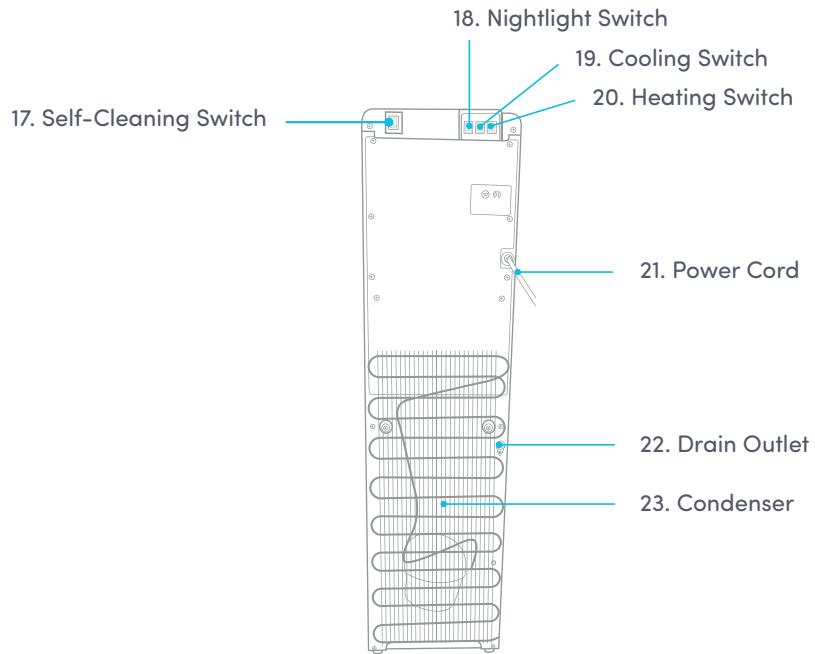 18. Nightlight Switch
19. Cooling Switch
20. Heating Switch
17. Self-Cleaning Switch
21. Power Cord
22. Drain Outlet
23. Condenser